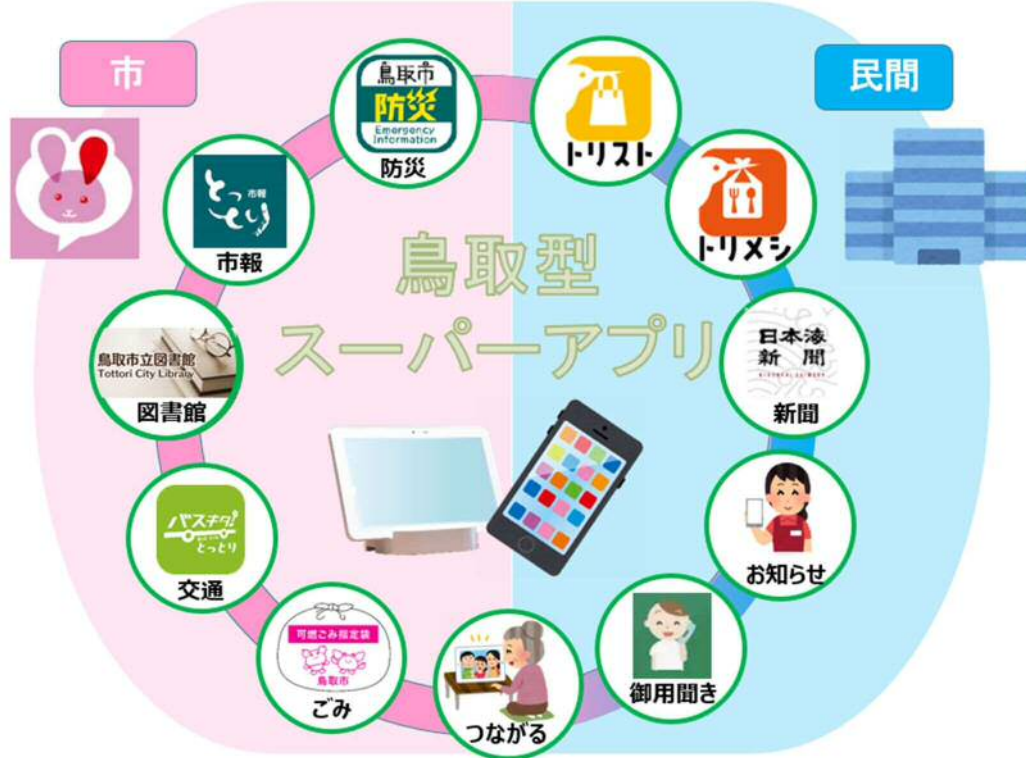 市
民間
鳥取市
防災
Emergency
Information
防災
トリスト
市報
とっとり
市報
トリメシ
鳥取型
スーパーアプリ
鳥取市立図書館
Tottori City Library
図書館
日本海
新聞
新聞
バスキタ!
とっとり
交通
お知らせ
可燃ごみ指定袋
鳥取市
ごみ
つながる
御用聞き